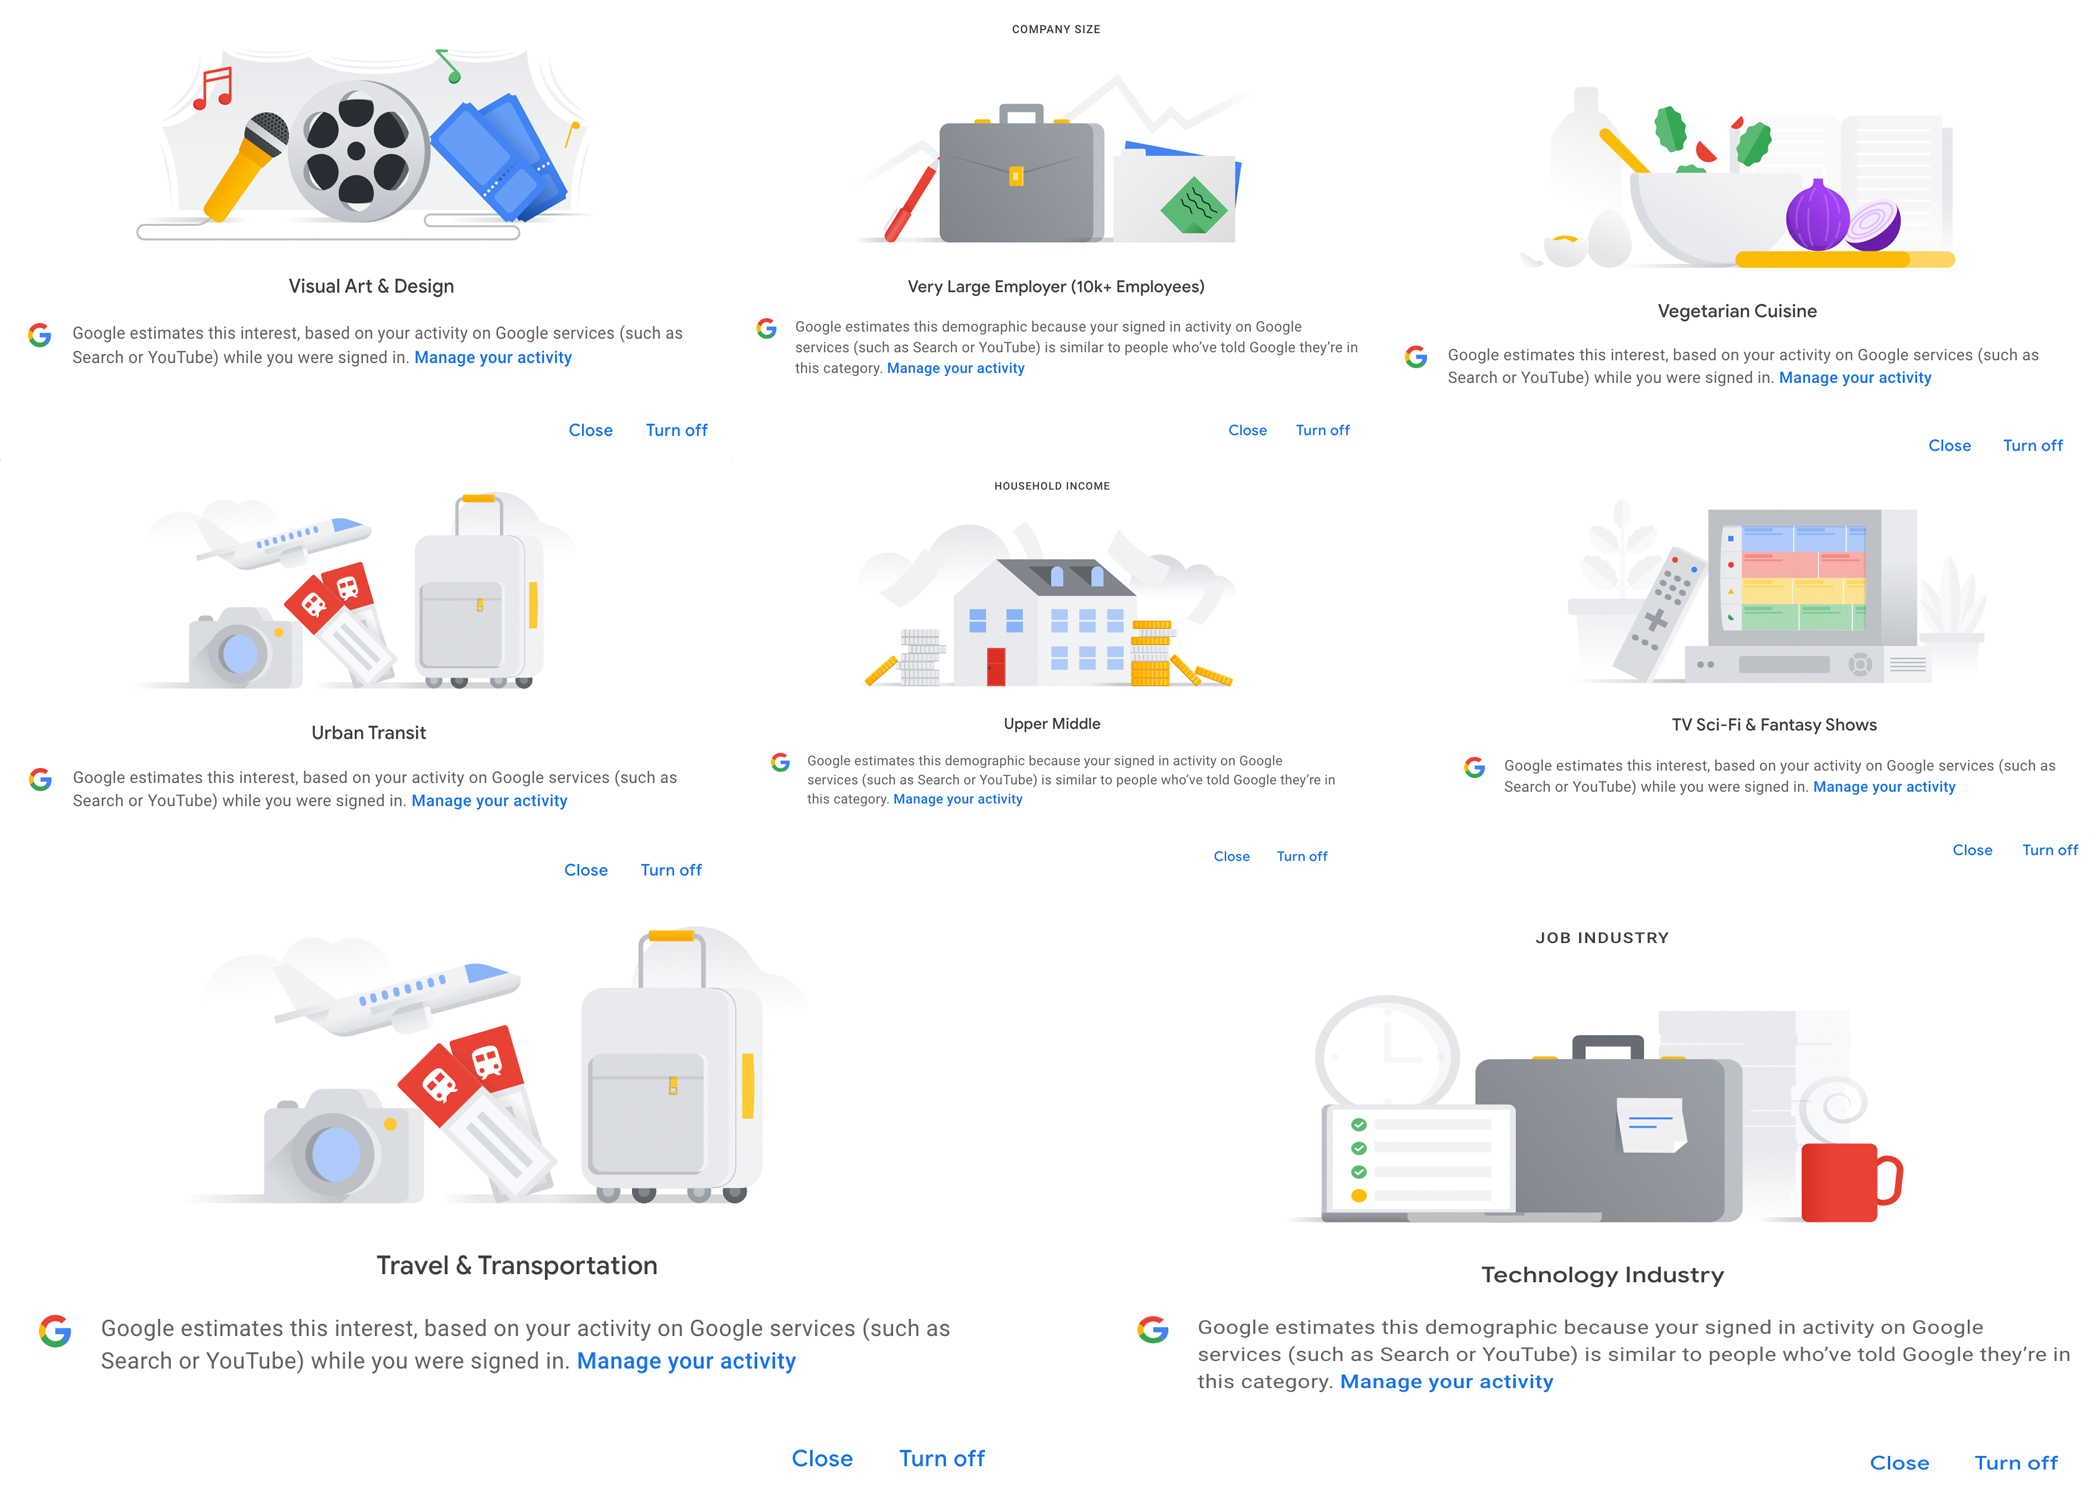 Visual Art & Design
Google estimates this interest, based on your activity on Google services (such as
Search or YouTube) while you were signed in. Manage your activity
Close Turn off
COMPANY SIZE
Very Large Employer (10k+ Employees)
Google estimates this demographic because your signed in activity on Google
services (such as Search or YouTube) is similar to people who've told Google they're in
this category. Manage your activity
Close Turn off
Vegetarian Cuisine
Google estimates this interest, based on your activity on Google services (such as
Search or YouTube) while you were signed in. Manage your activity
Close Turn off
Urban Transit
Google estimates this interest, based on your activity on Google services (such as
Search or YouTube) while you were signed in. Manage your activity
Close Turn off
HOUSEHOLD INCOME
Upper Middle
Google estimates this demographic because your signed in activity on Google
services (such as Search or YouTube) is similar to people who've told Google they're in
this category. Manage your activity
Close Turn off
TV Sci-Fi & Fantasy Shows
Google estimates this interest, based on your activity on Google services (such as
Search or YouTube) while you were signed in. Manage your activity
Close Turn off
Travel & Transportation
Google estimates this interest, based on your activity on Google services (such as
Search or YouTube) while you were signed in. Manage your activity
Close Turn off
JOB INDUSTRY
Technology Industry
Google estimates this demographic because your signed in activity on Google
services (such as Search or YouTube) is similar to people who've told Google they're in
this category. Manage your activity
Close Turn off